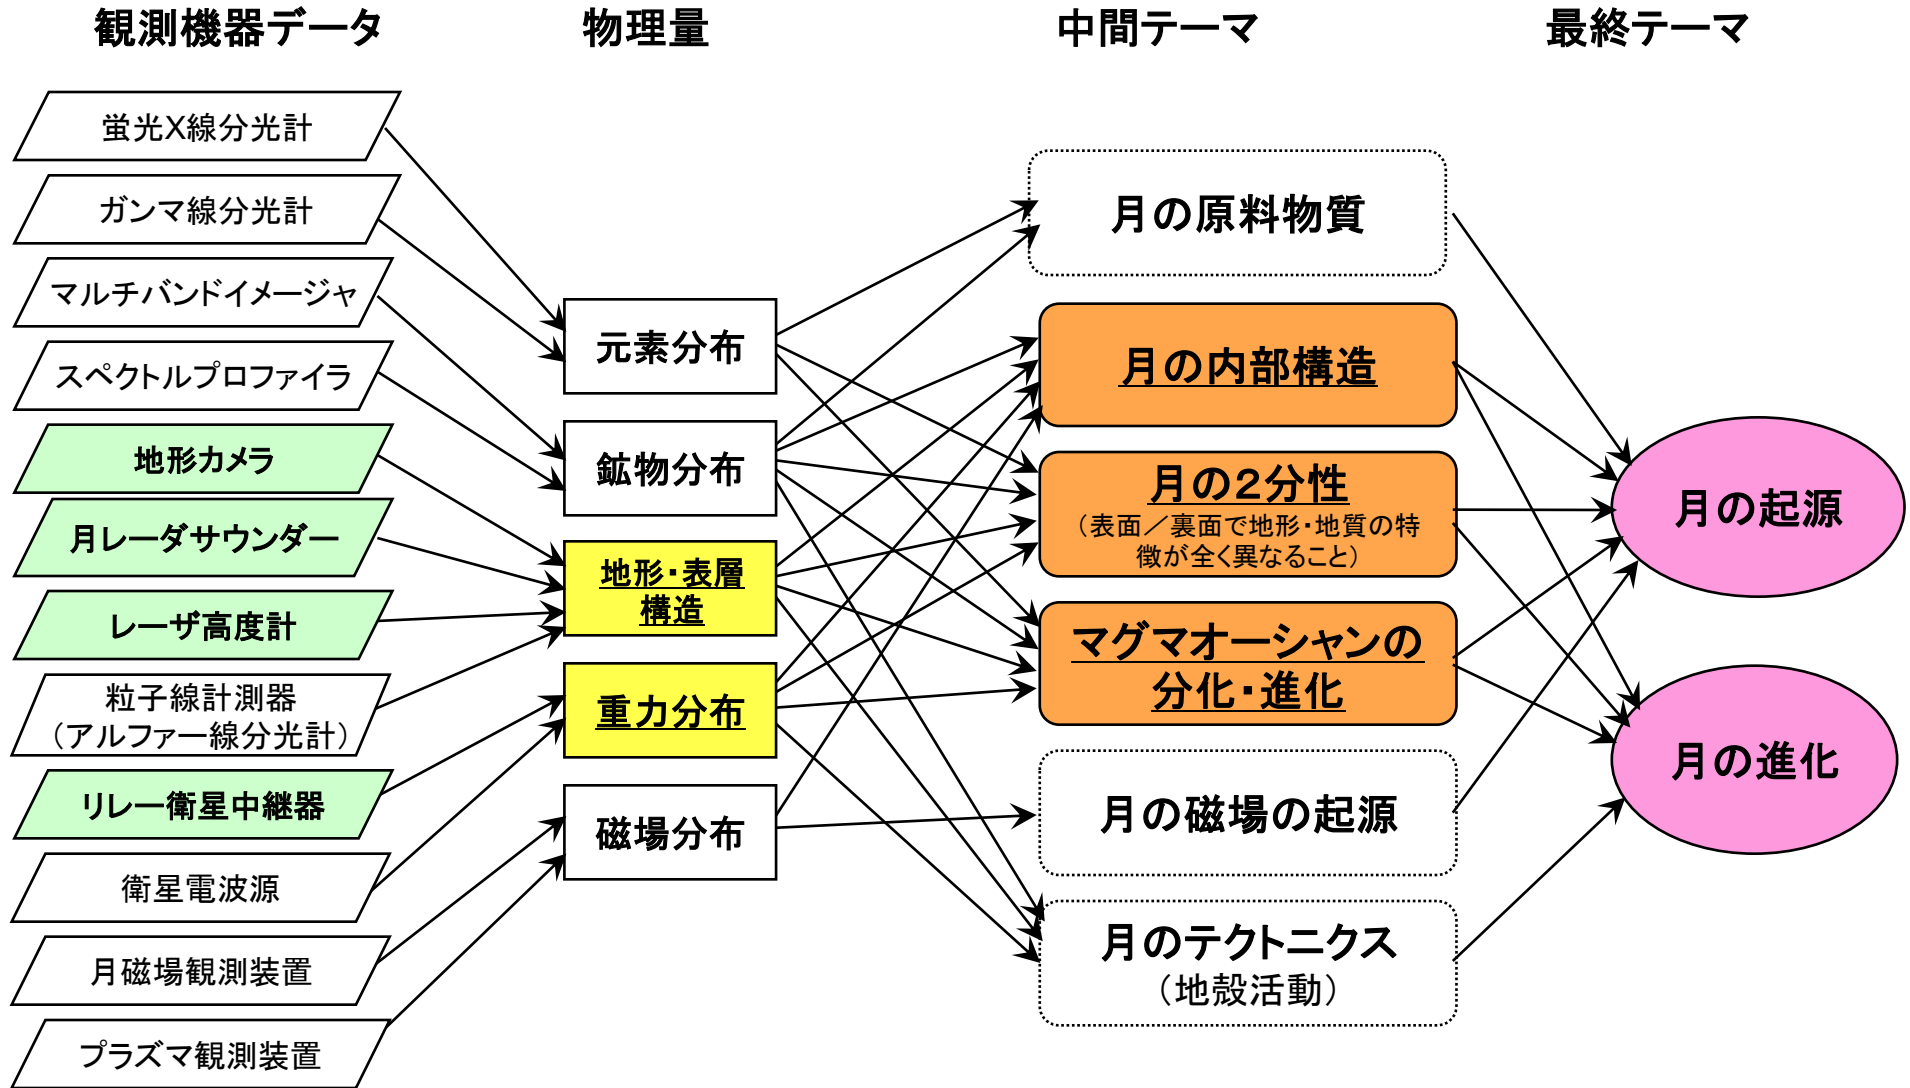 観測機器データ
物理量
中間テーマ
最終テーマ
蛍光X線分光計
ガンマ線分光計
マルチバンドイメージャ
スペクトルプロファイラ
地形カメラ
月レーダサウンダー
レーザ高度計
粒子線計測器
（アルファー線分光計）
リレー衛星中継器
衛星電波源
月磁場観測装置
プラズマ観測装置
元素分布
鉱物分布
地形・表層
構造
重力分布
磁場分布
月の原料物質
月の内部構造
月の２分性
（表面／裏面で地形・地質の特
徴が全く異なること）
マグマオーシャンの
分化・進化
月の磁場の起源
月のテクトニクス
（地殻活動）
月の起源
月の進化